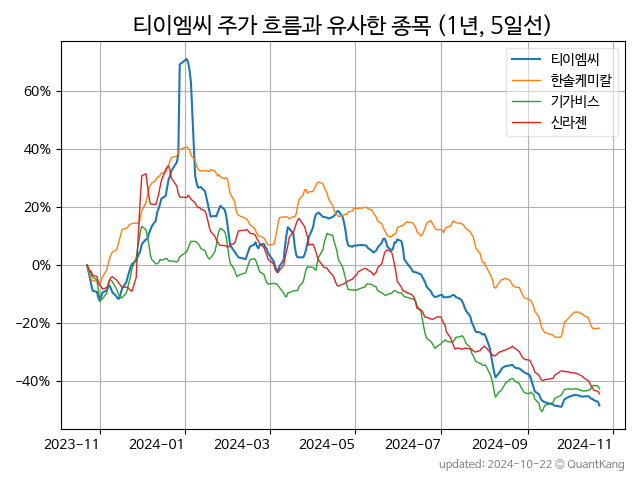 티이엠씨 주가 흐름과 유사한 종목 (1년, 5일선)
티이엠씨
한솔케미칼
기가비스
신라젠
60%
40%
20%
0%
−20%
−40%
2023-11 2024-01 2024-03 2024-05 2024-07 2024-09 2024-11
updated: 2024-10-22 © QuantKang